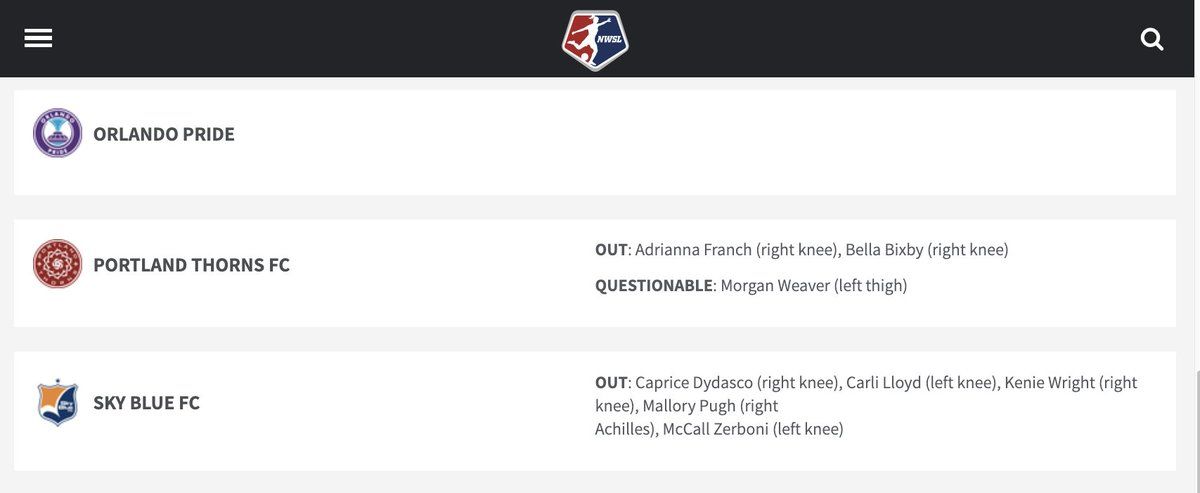 NWSL
ORLANDO PRIDE
PORTLAND THORNS FC
OUT: Adrianna Franch (right knee), Bella Bixby (right knee)
QUESTIONABLE: Morgan Weaver (left thigh)
SKY BLUE FC
OUT: Caprice Dydasco (right knee), Carli Lloyd (left knee), Kenie Wright (right
knee), Mallory Pugh (right
Achilles), McCall Zerboni (left knee)